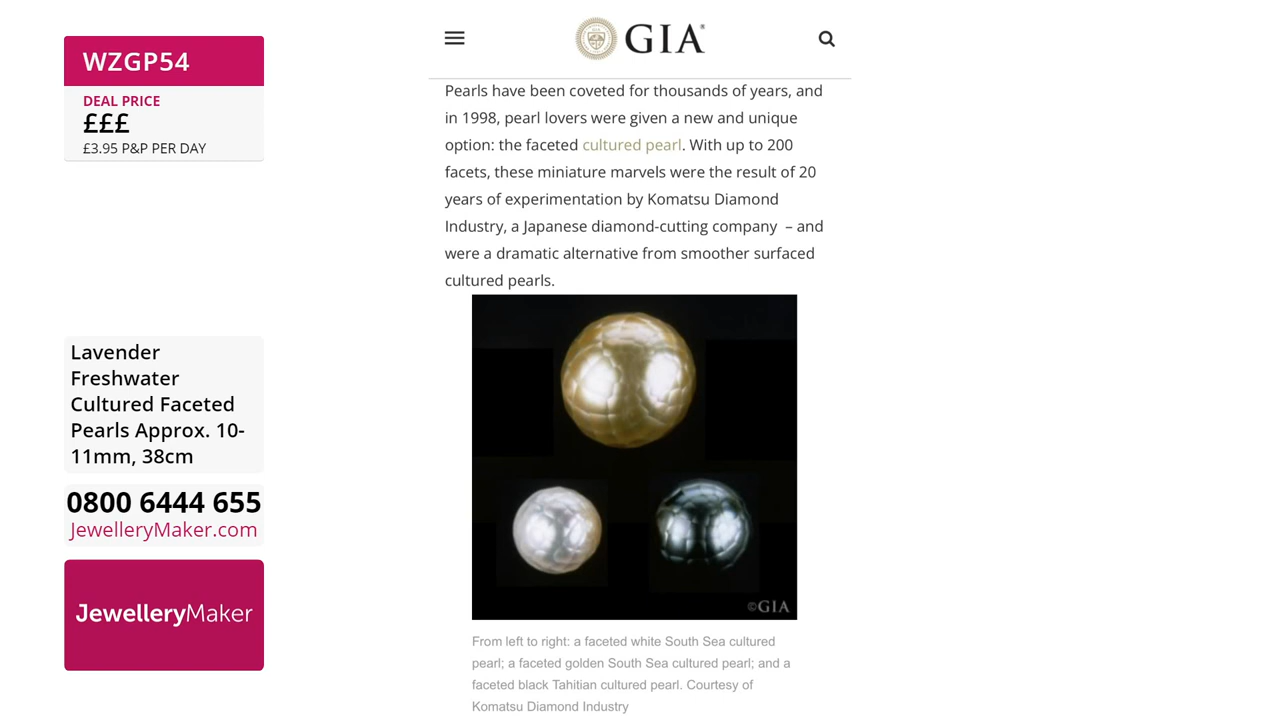 WZGP54
DEAL PRICE
£££
£3.95 P&P PER DAY
Lavender
Freshwater
Cultured Faceted
Pearls Approx. 10-
11mm, 38cm
0800 6444 655
JewelleryMaker.com
JewelleryMaker
GIA®
Pearls have been coveted for thousands of years, and
in 1998, pearl lovers were given a new and unique
option: the faceted cultured pearl. With up to 200
facets, these miniature marvels were the result of 20
years of experimentation by Komatsu Diamond
Industry, a Japanese diamond-cutting company – and
were a dramatic alternative from smoother surfaced
cultured pearls.
©GIA
From left to right: a faceted white South Sea cultured
pearl; a faceted golden South Sea cultured pearl; and a
faceted black Tahitian cultured pearl. Courtesy of
Komatsu Diamond Industry